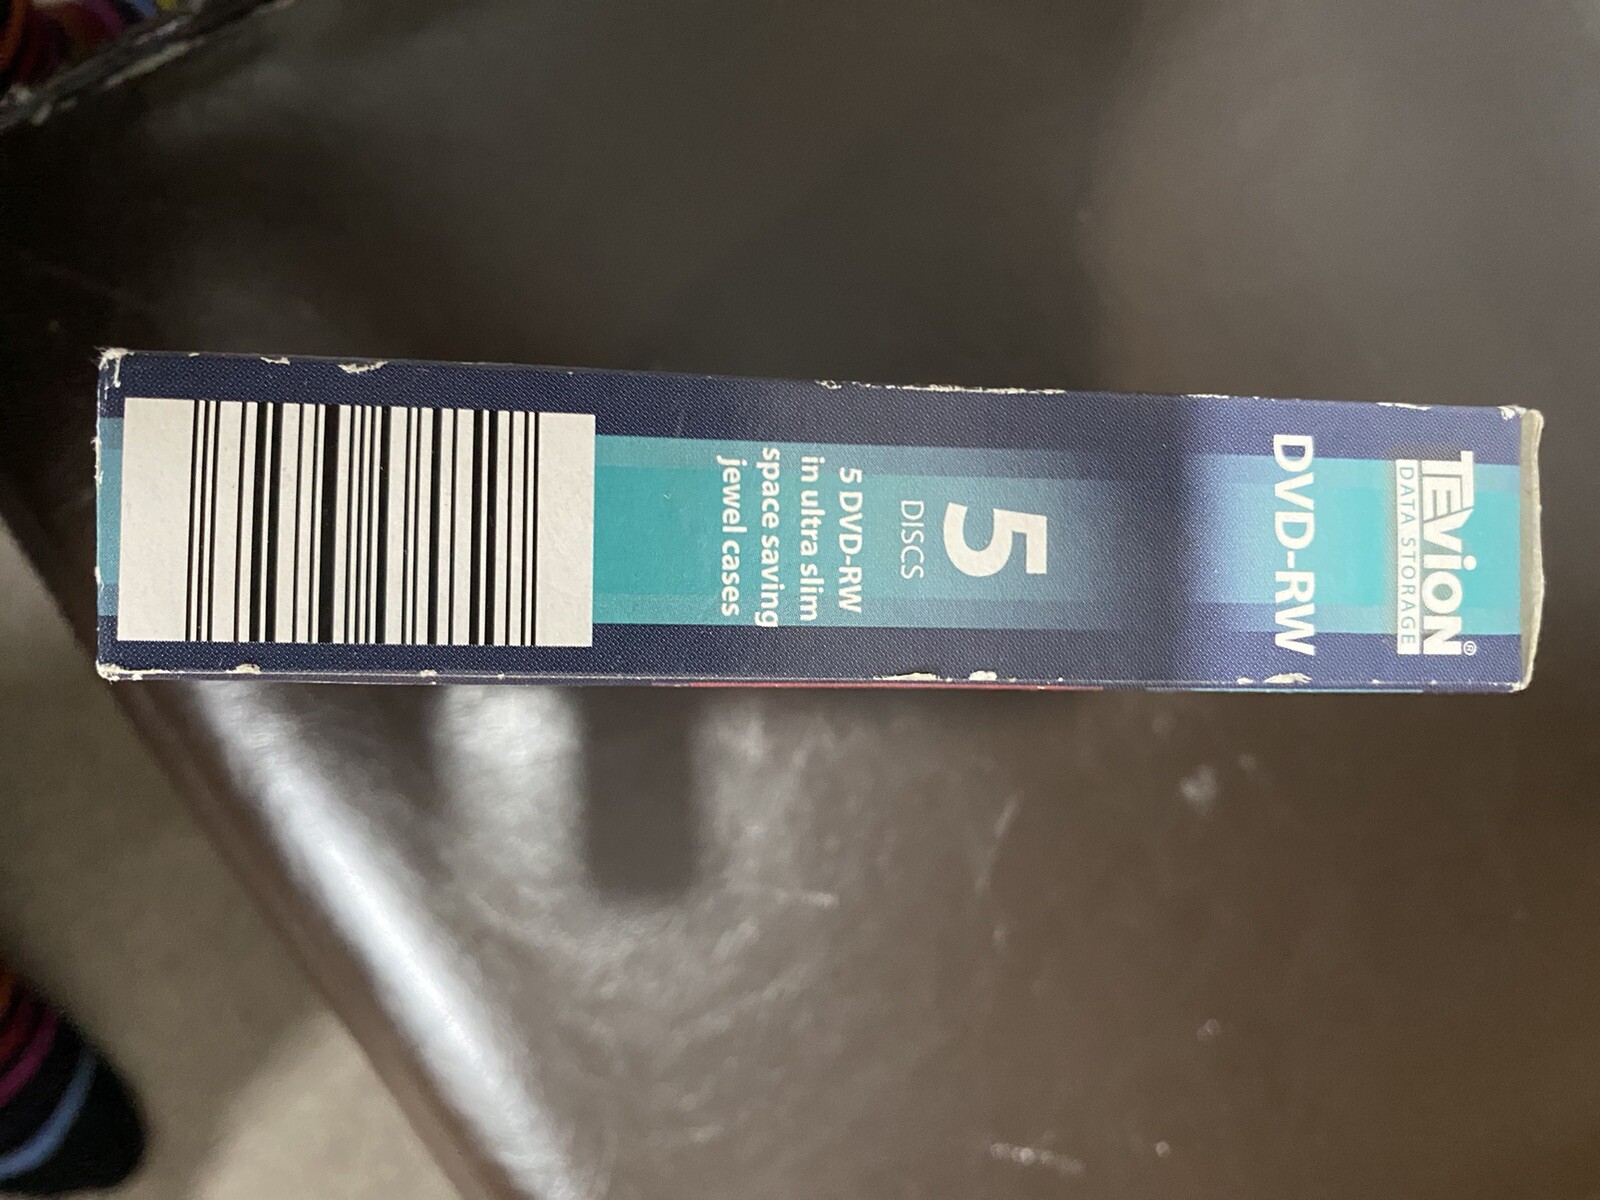 TEVION®
DATA STORAGE
DVD-RW
5
DISCS
5 DVD-RW
in ultra slim
space saving
jewel cases